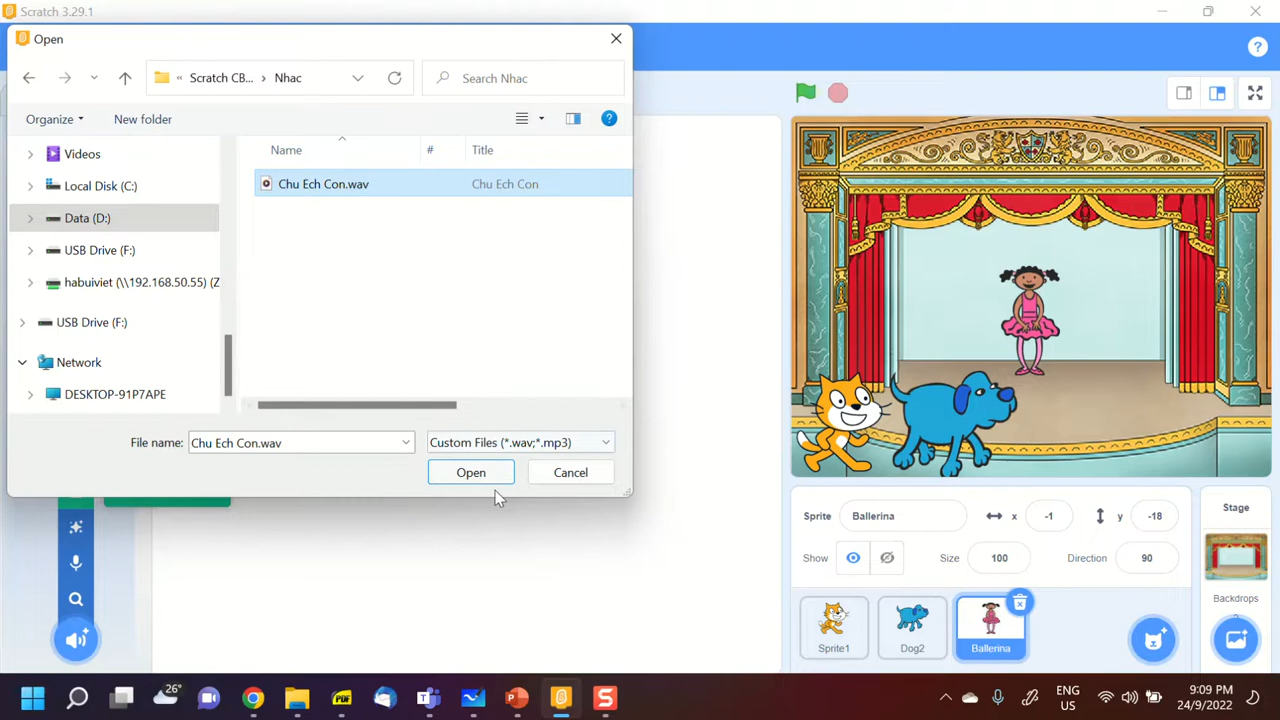 Scratch 3.29.1
Open
« Scratch CB... > Nhac
Search Nhac
Organize
New folder
Videos
Local Disk (C:)
Data (D:)
USB Drive (F:)
habuiviet (\\192.168.50.55) (Z
USB Drive (F:)
Network
DESKTOP-91P7APE
Name # Title
Chu Ech Con.wav Chu Ech Con
File name: Chu Ech Con.wav
Custom Files (*.wav;*.mp3)
Open
Cancel
Sprite Ballerina x -1 y -18
Show Size 100 Direction 90
Sprite1
Dog2
Ballerina
Stage
Backdrops
26°
ENG
US
9:09 PM
24/9/2022